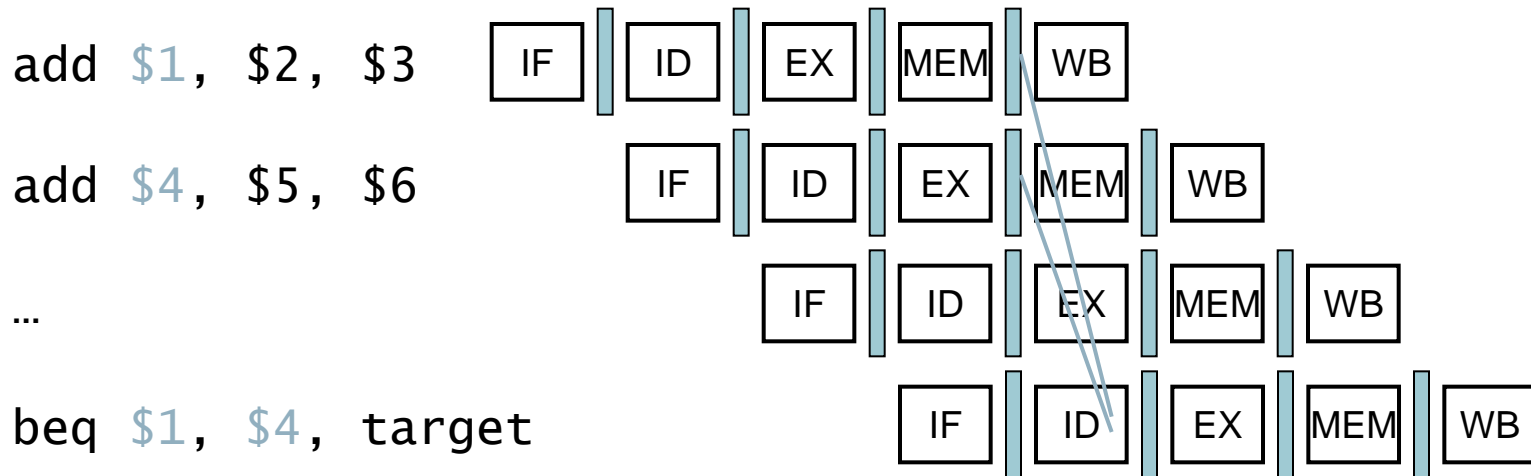 add $1, $2, $3 IF ID EX MEM WB
add $4, $5, $6 IF ID EX MEM WB
… IF ID EX MEM WB
beq $1, $4, target IF ID EX MEM WB